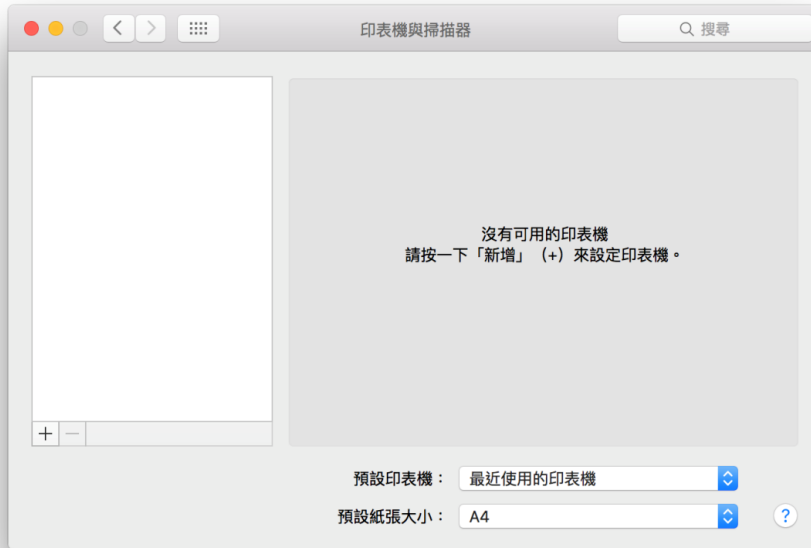 印表機與掃描器
搜尋
沒有可用的印表機
請按一下「新增」（+）來設定印表機。
預設印表機：
最近使用的印表機
預設紙張大小：
A4